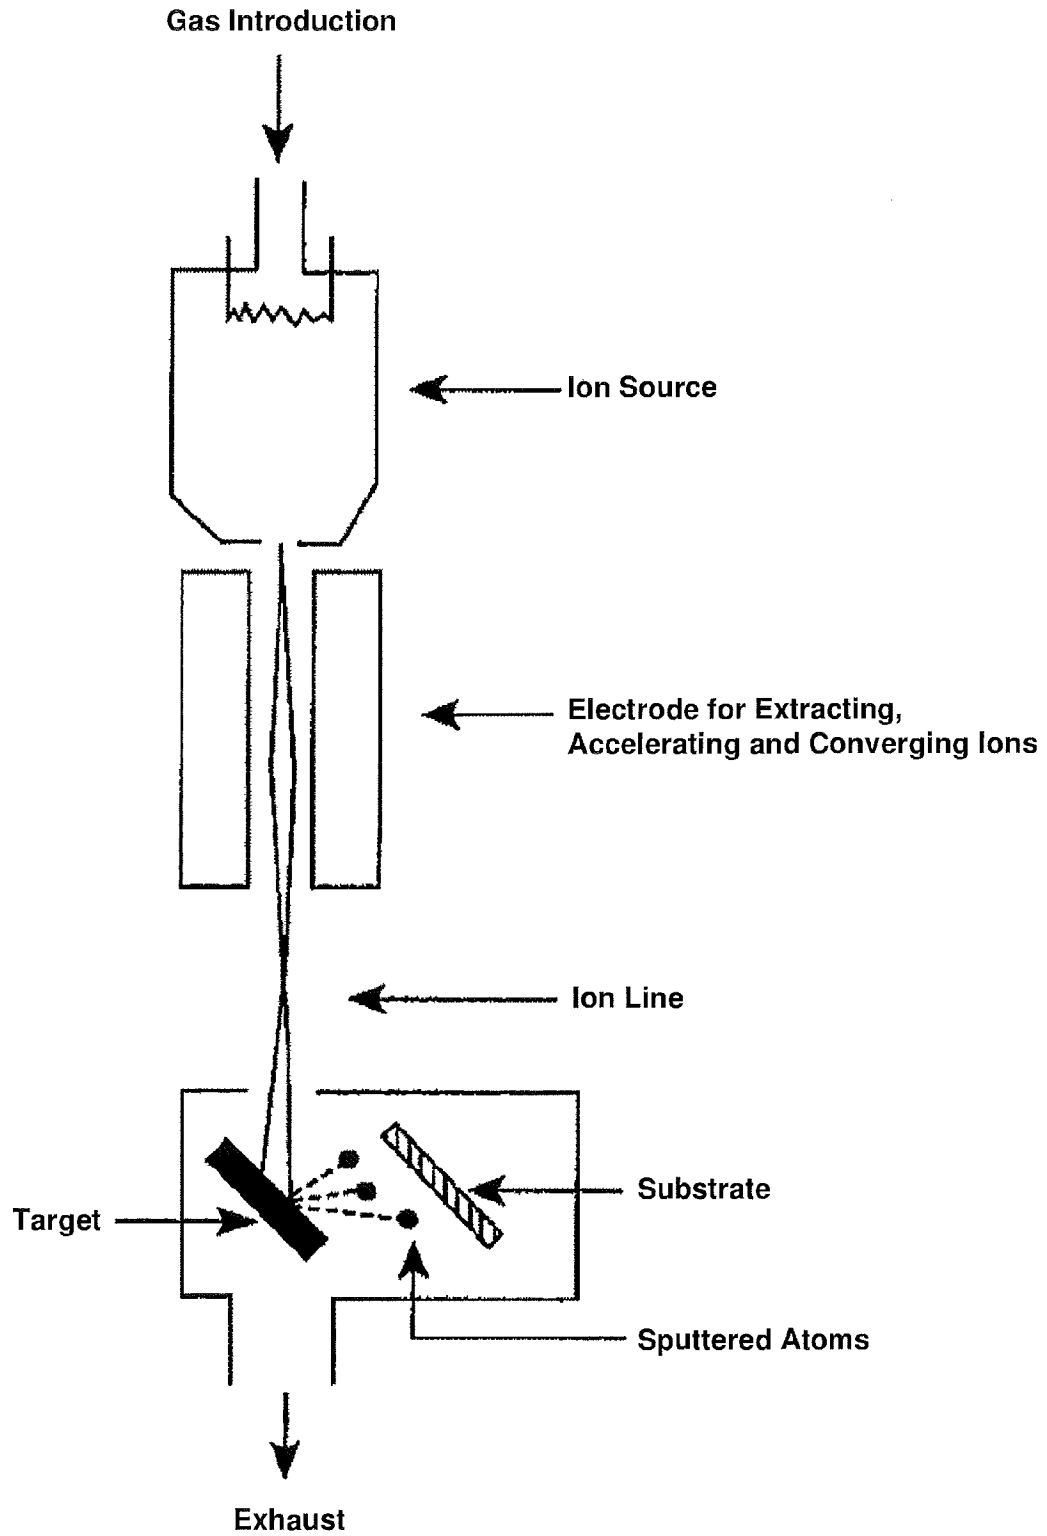 Gas Introduction
Ion Source
Electrode for Extracting,
Accelerating and Converging Ions
Ion Line
Substrate
Target
Sputtered Atoms
Exhaust